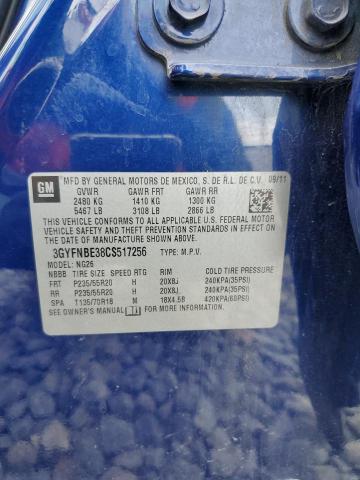 GM
MFD BY GENERAL MOTORS DE MEXICO, S. DE R.L. DE C.V. 09/11
GVWR GAWR FRT GAWR RR
2480 KG 1410 KG 1300 KG
5467 LB 3108 LB 2866 LB
THIS VEHICLE CONFORMS TO ALL APPLICABLE U.S. FEDERAL MOTOR
VEHICLE SAFETY AND THEFT PREVENTION STANDARDS IN EFFECT ON
THE DATE OF MANUFACTURE SHOWN ABOVE.
3GYFNBE38CS517256 TYPE: M.P.U.
MODEL: NG26
NBBB TIRE SIZE SPEED RTG RIM COLD TIRE PRESSURE
FRT P235/55R20 H 20X8J 240KPA(35PSI)
RR P235/55R20 H 20X8J 240KPA(35PSI)
SPA T135/70R18 M 18X4.5B 420KPA(60PSI)
SEE OWNER'S MANUAL FOR MORE INFORMATION.